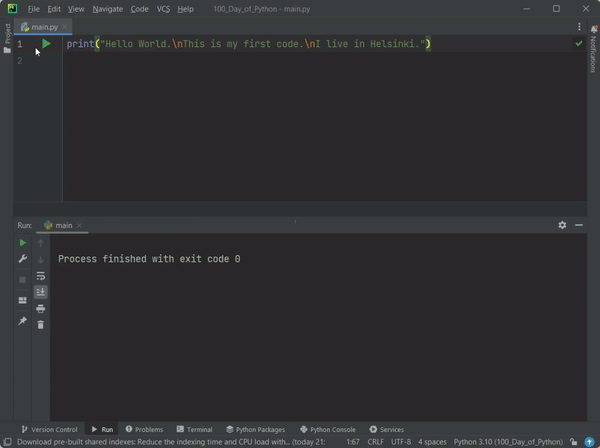 File Edit View Navigate Code VCS Help 100_Day_of_Python - main.py
Project
main.py
1 print("Hello World.\nThis is my first code.\nI live in Helsinki.")
2
Notifications
Run: main
Process finished with exit code 0
Version Control Run Problems Terminal Python Packages Python Console Services
Download pre-built shared indexes: Reduce the indexing time and CPU load with... (today 21: 1:67 CRLF UTF-8 4 spaces Python 3.10 (100_Day_of_Python)